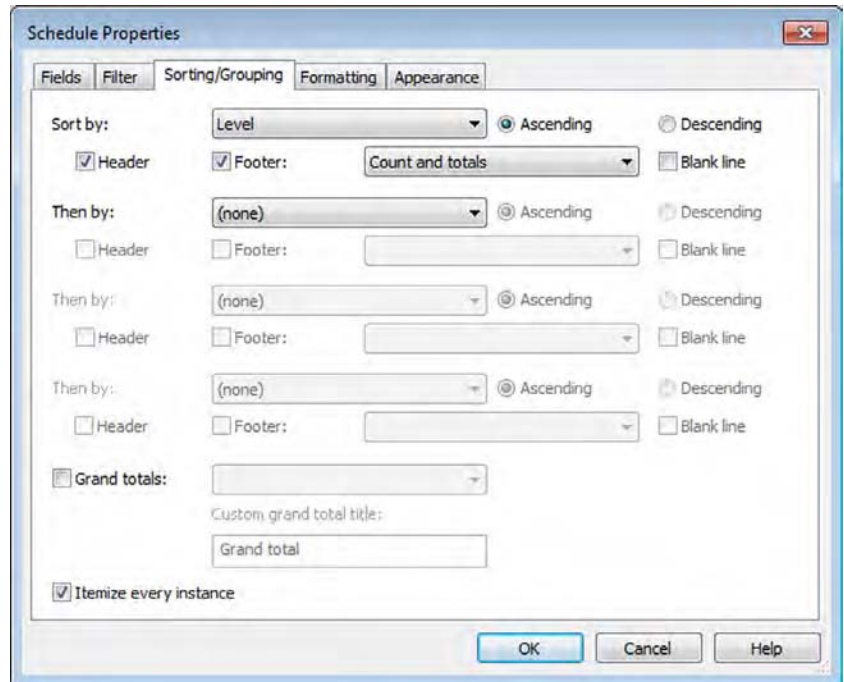 Schedule Properties
Fields Filter Sorting/Grouping Formatting Appearance
Sort by: Level Ascending Descending
Header Footer: Count and totals Blank line
Then by: (none) Ascending Descending
Header Footer: Blank line
Then by: (none) Ascending Descending
Header Footer: Blank line
Then by: (none) Ascending Descending
Header Footer: Blank line
Grand totals:
Custom grand total title:
Grand total
Itemize every instance
OK Cancel Help